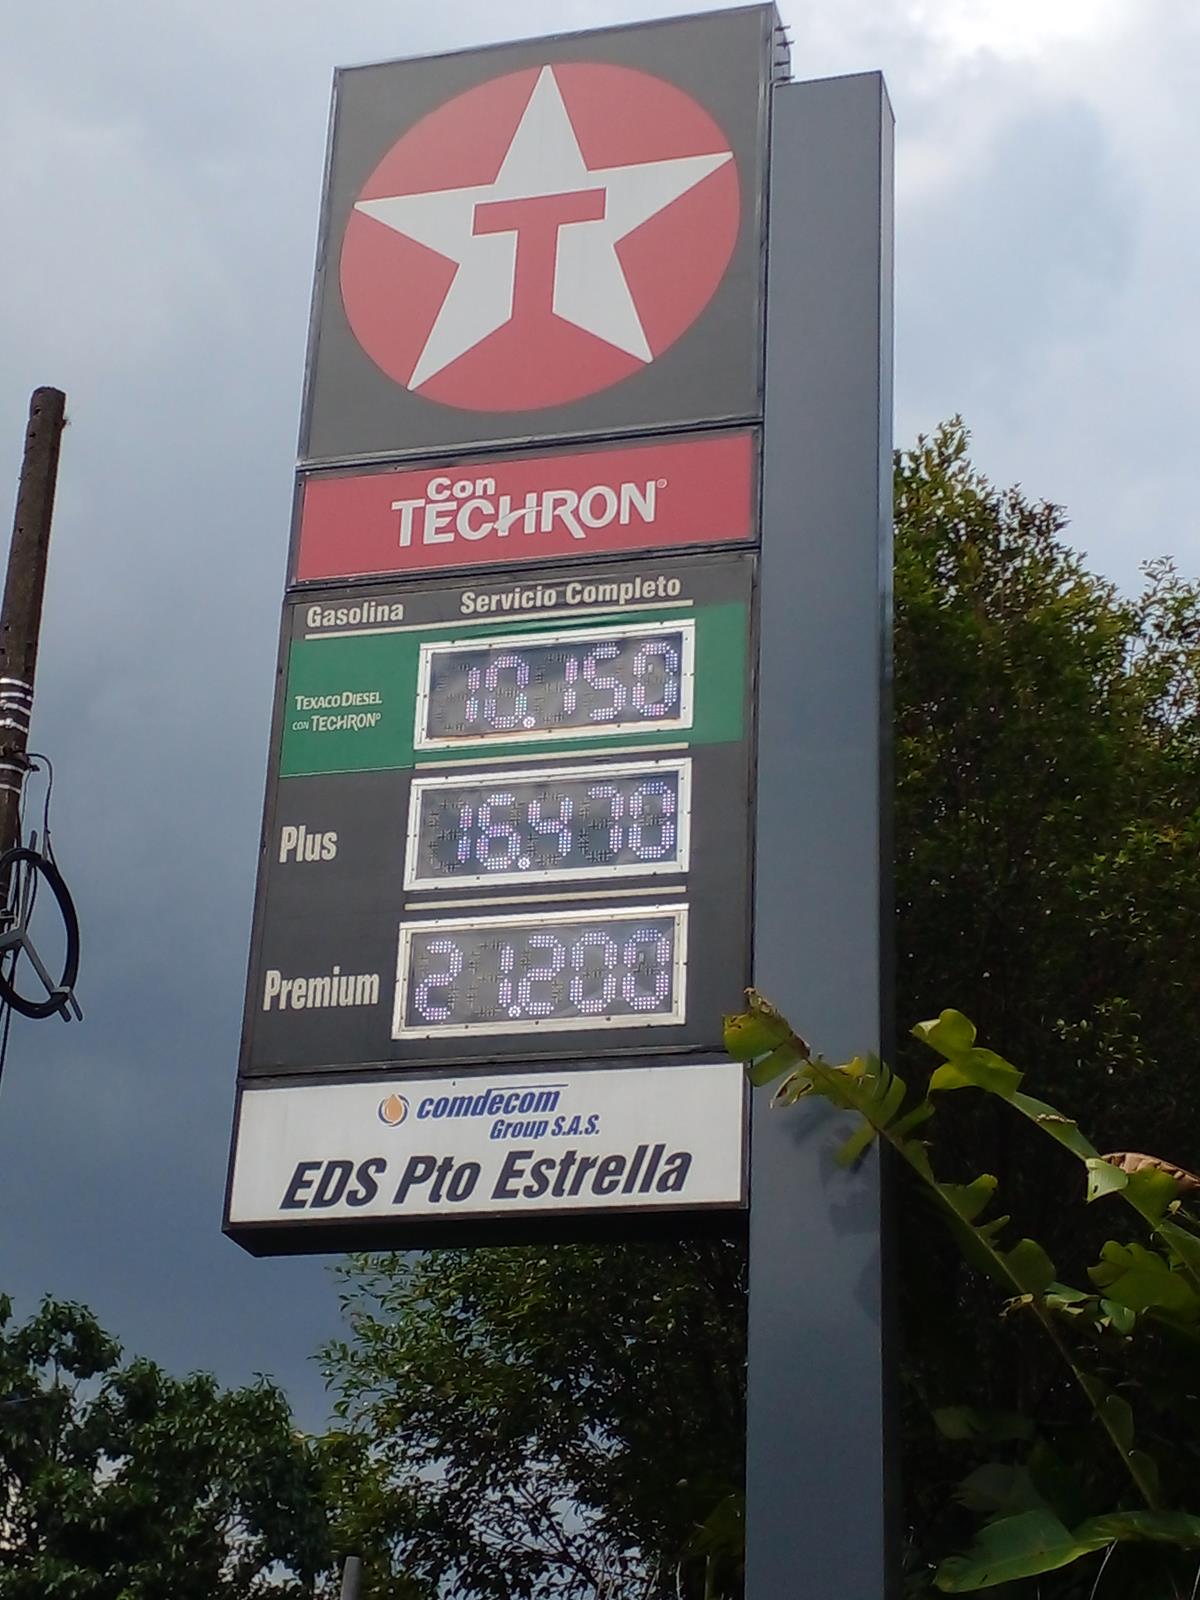 T
Con
TECHRON®
Gasolina Servicio Completo
TEXACO DIESEL
CON TECHRON®
10.150
Plus
16.470
Premium
21.200
comdecom
Group S.A.S.
EDS Pto Estrella